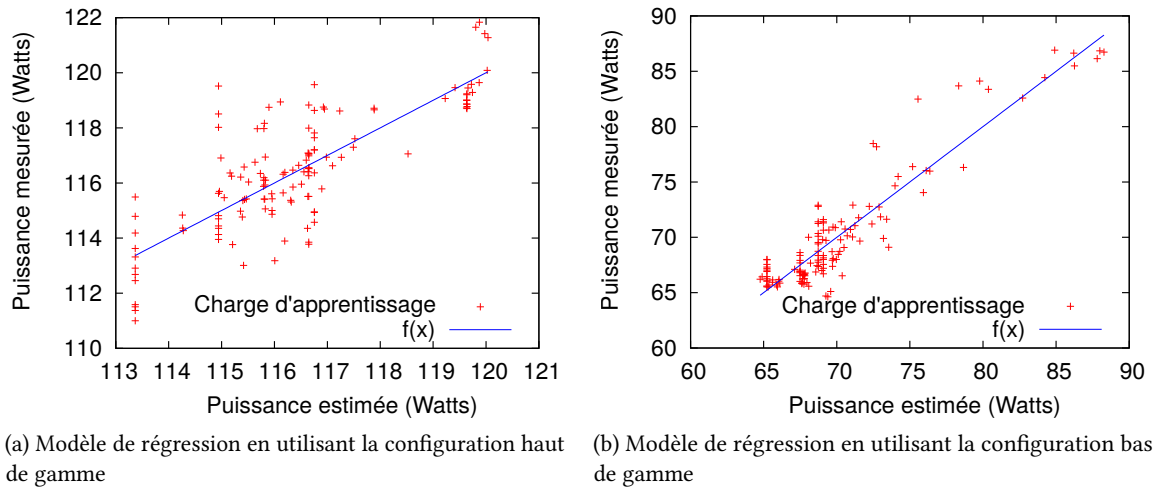 122
120
118
116
114
112
110
Puissance mesurée (Watts)
Charge d'apprentissage
f(x)
113 114 115 116 117 118 119 120 121
Puissance estimée (Watts)
(a) Modèle de régression en utilisant la configuration haut
de gamme
90
85
80
75
70
65
60
Puissance mesurée (Watts)
Charge d'apprentissage
f(x)
60 65 70 75 80 85 90
Puissance estimée (Watts)
(b) Modèle de régression en utilisant la configuration bas
de gamme